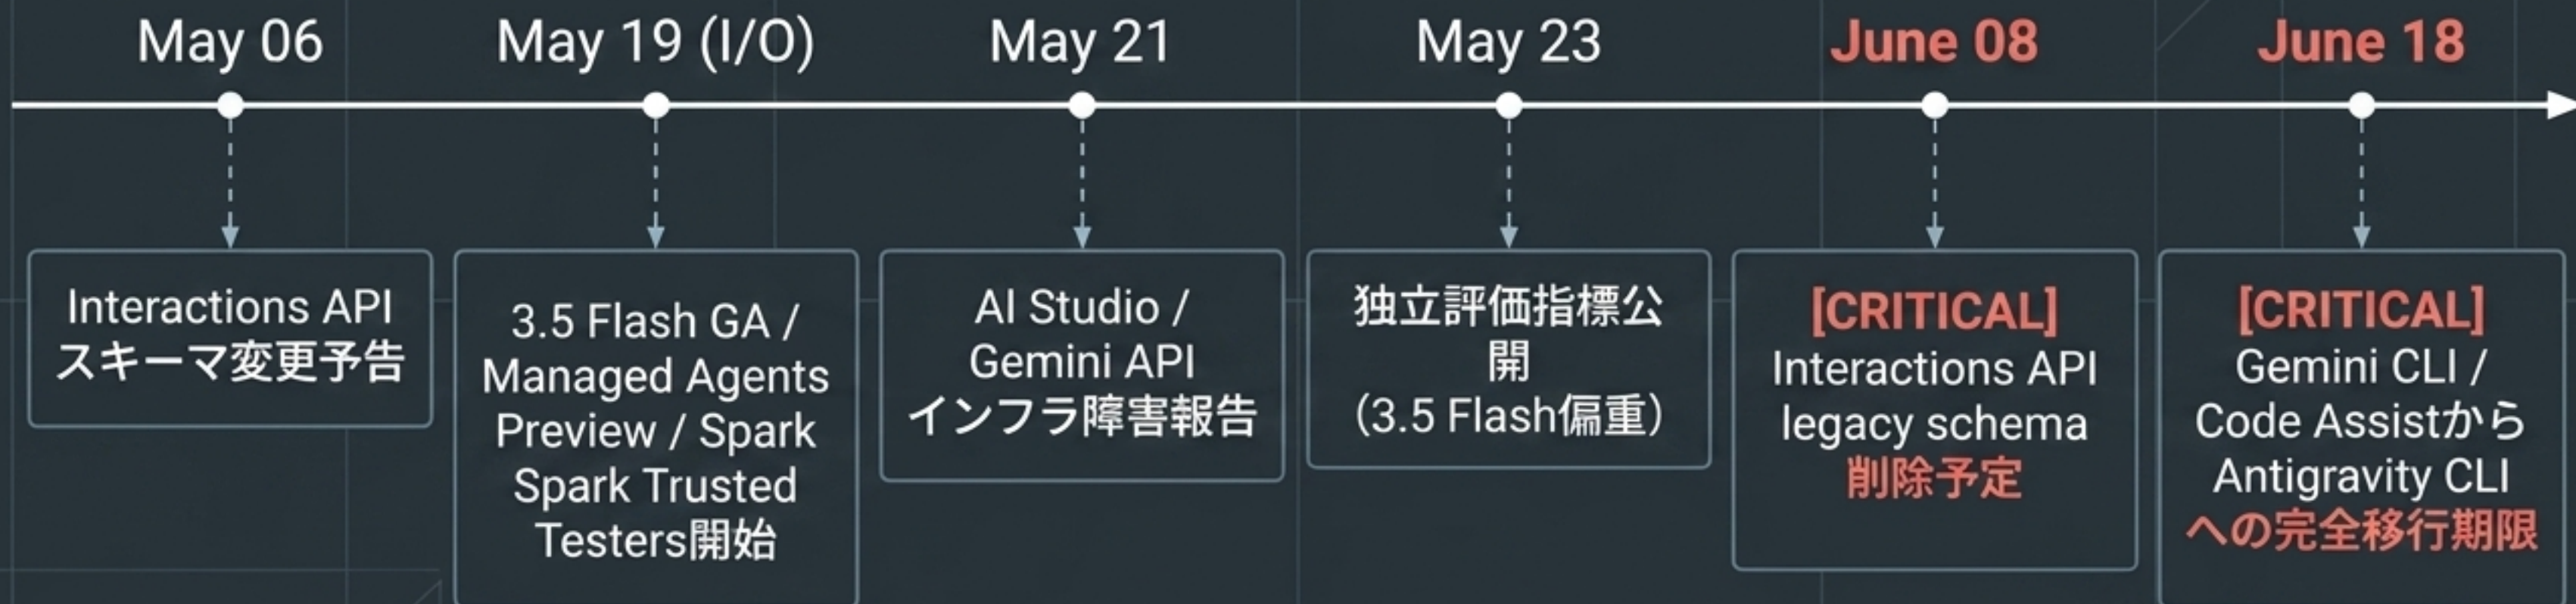 May 06
May 19 (I/O)
May 21
May 23
June 08
June 18
Interactions API
スキーマ変更予告
3.5 Flash GA /
Managed Agents
Preview / Spark
Spark Trusted
Testers開始
AI Studio /
Gemini API
インフラ障害報告
独立評価指標公
開
（3.5 Flash偏重）
[CRITICAL]
Interactions API
legacy schema
削除予定
[CRITICAL]
Gemini CLI /
Code Assistから
Antigravity CLI
への完全移行期限